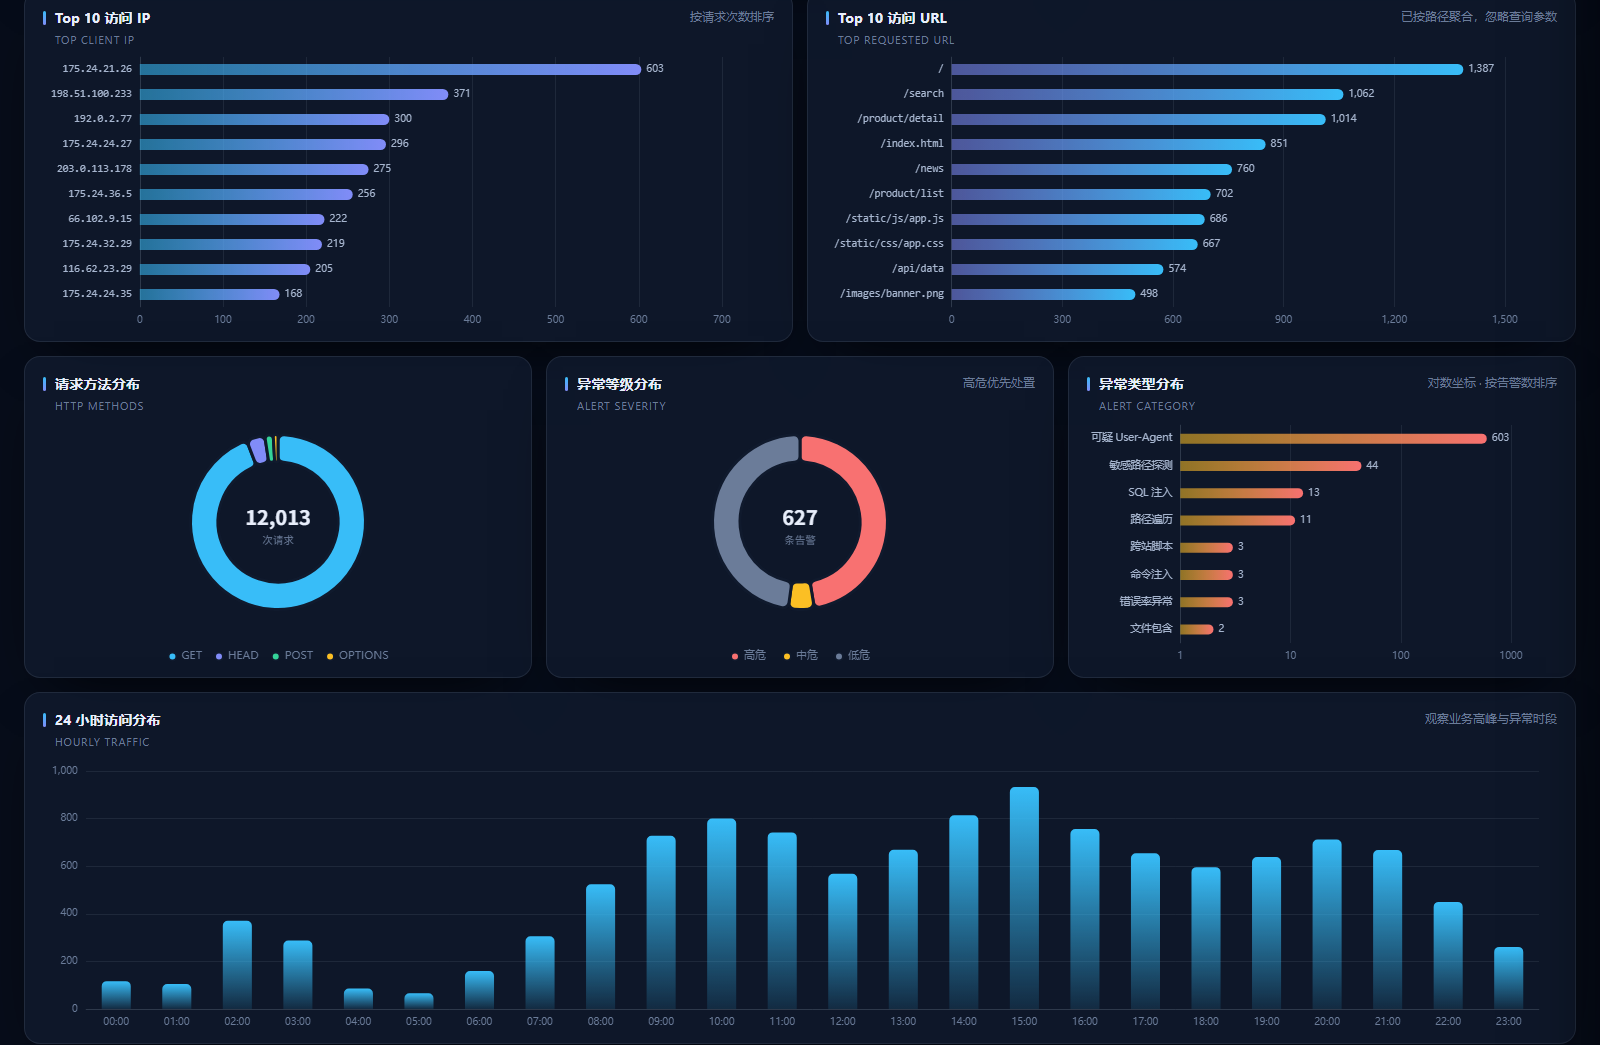 Top 10 访问 IP
按请求次数排序
TOP CLIENT IP
175.24.21.26 603
198.51.100.233 371
192.0.2.77 300
175.24.24.27 296
203.0.113.178 275
175.24.36.5 256
66.102.9.15 222
175.24.32.29 219
116.62.23.29 205
175.24.24.35 168
0 100 200 300 400 500 600 700
Top 10 访问 URL
已按路径聚合，忽略查询参数
TOP REQUESTED URL
/ 1,387
/search 1,062
/product/detail 1,014
/index.html 851
/news 760
/product/list 702
/static/js/app.js 686
/static/css/app.css 667
/api/data 574
/images/banner.png 498
0 300 600 900 1,200 1,500
请求方法分布
HTTP METHODS
12,013
次请求
GET HEAD POST OPTIONS
异常等级分布
高危优先处置
ALERT SEVERITY
627
条告警
高危 中危 低危
异常类型分布
对数坐标 · 按告警数排序
ALERT CATEGORY
可疑 User-Agent 603
敏感路径探测 44
SQL 注入 13
路径遍历 11
跨站脚本 3
命令注入 3
错误率异常 3
文件包含 2
1 10 100 1000
24 小时访问分布
观察业务高峰与异常时段
HOURLY TRAFFIC
1,000
800
600
400
200
0
00:00 01:00 02:00 03:00 04:00 05:00 06:00 07:00 08:00 09:00 10:00 11:00 12:00 13:00 14:00 15:00 16:00 17:00 18:00 19:00 20:00 21:00 22:00 23:00